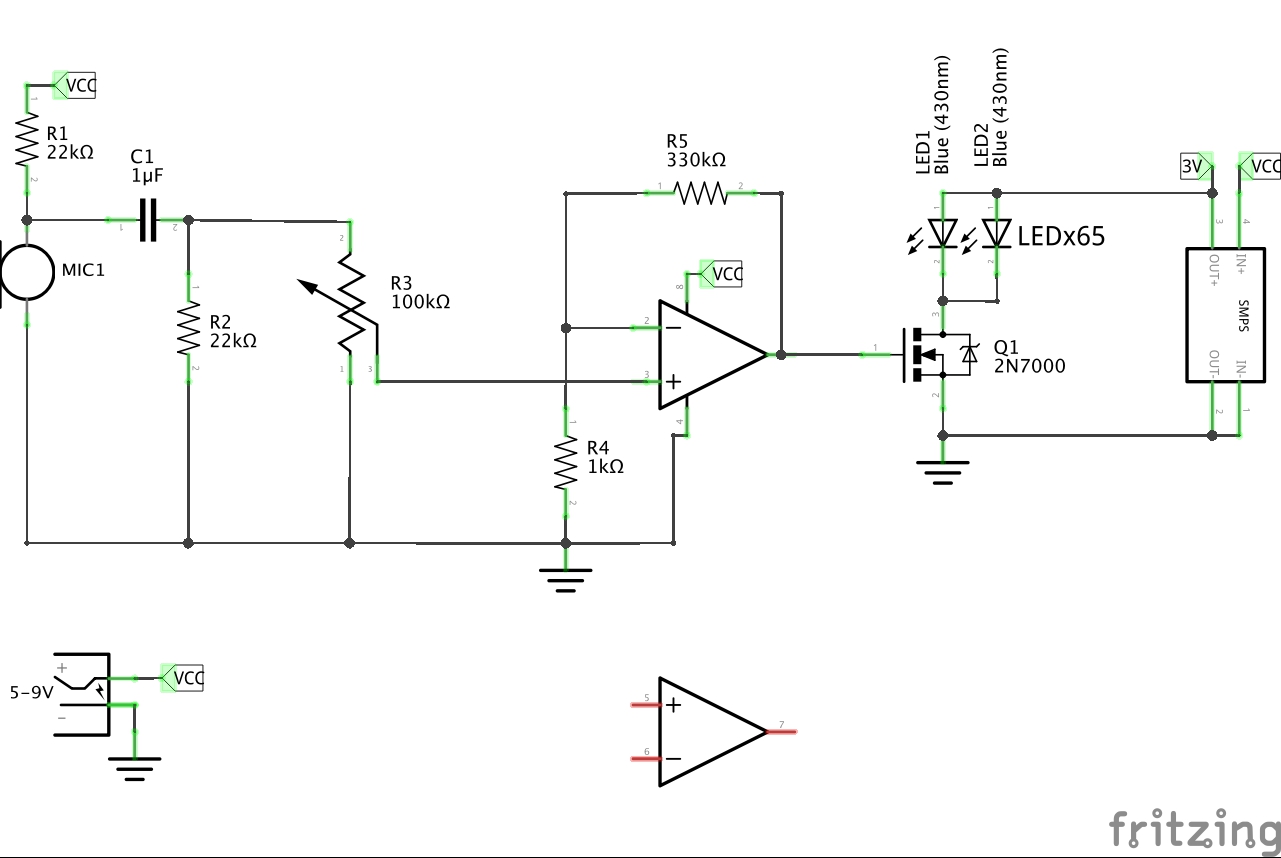 VCC
1
R1
22kΩ
2
C1
1µF
1
2
MIC1
1
R2
22kΩ
2
2
R3
100kΩ
1
3
R5
330kΩ
1
2
VCC
8
2
−
3
+
4
1
R4
1kΩ
2
LED1
Blue (430nm)
LED2
Blue (430nm)
1
1
2
2
LEDx65
3
1
Q1
2N7000
2
3V
VCC
3
4
OUT+
IN+
SMPS
OUT-
IN-
2
1
5-9V
+
−
VCC
5
+
6
−
7
fritzing